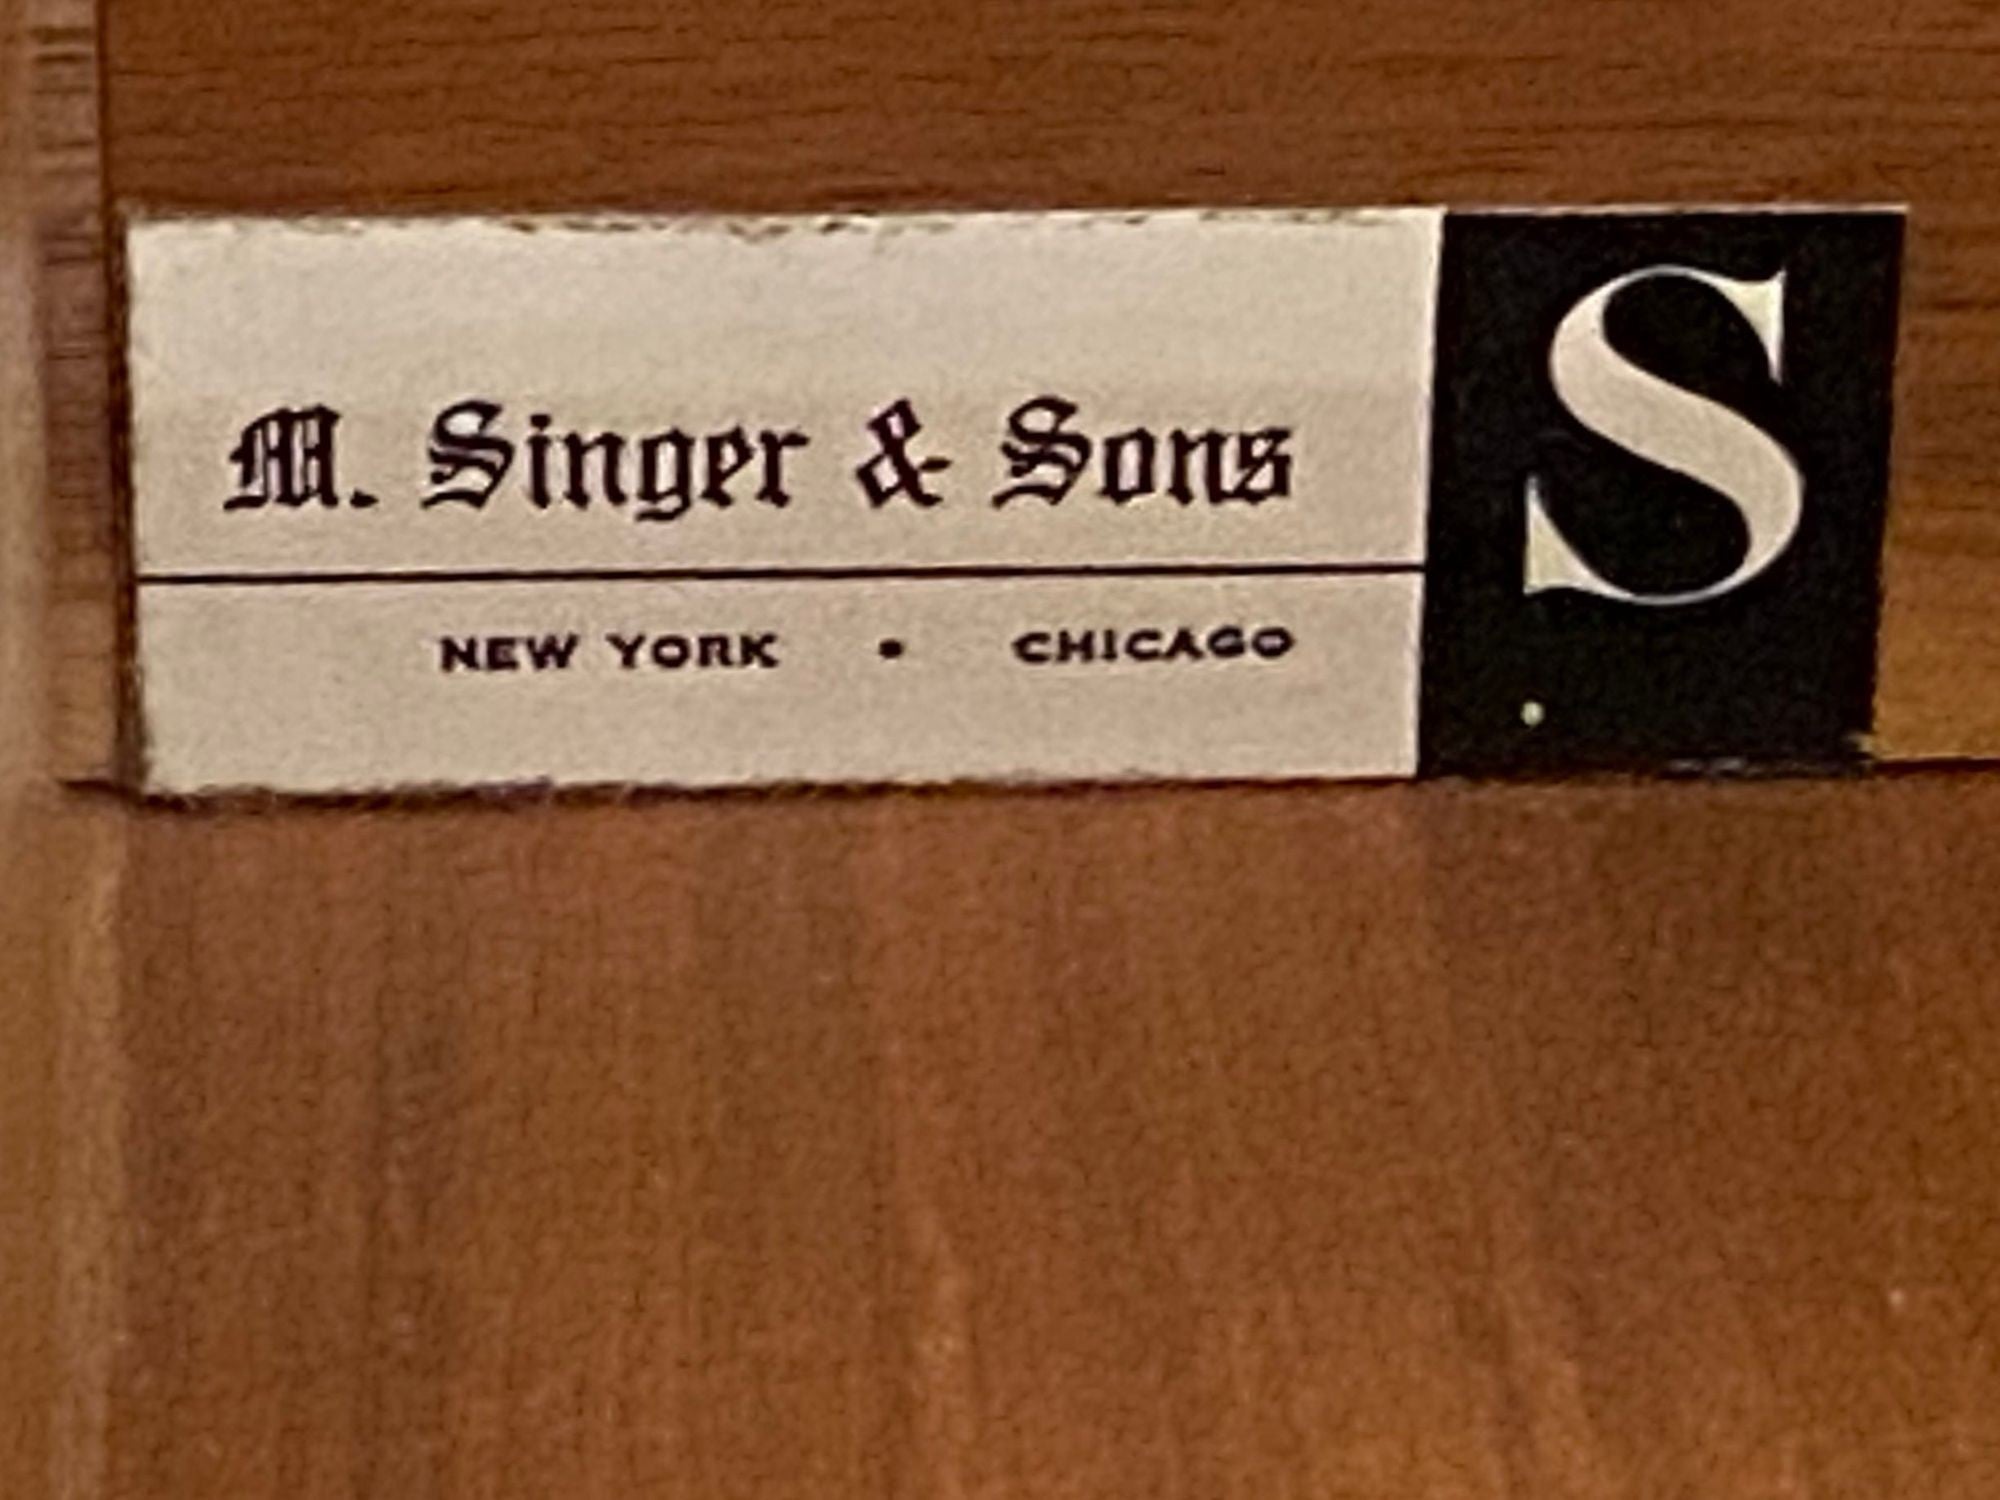 M. Singer & Sons
NEW YORK • CHICAGO
S